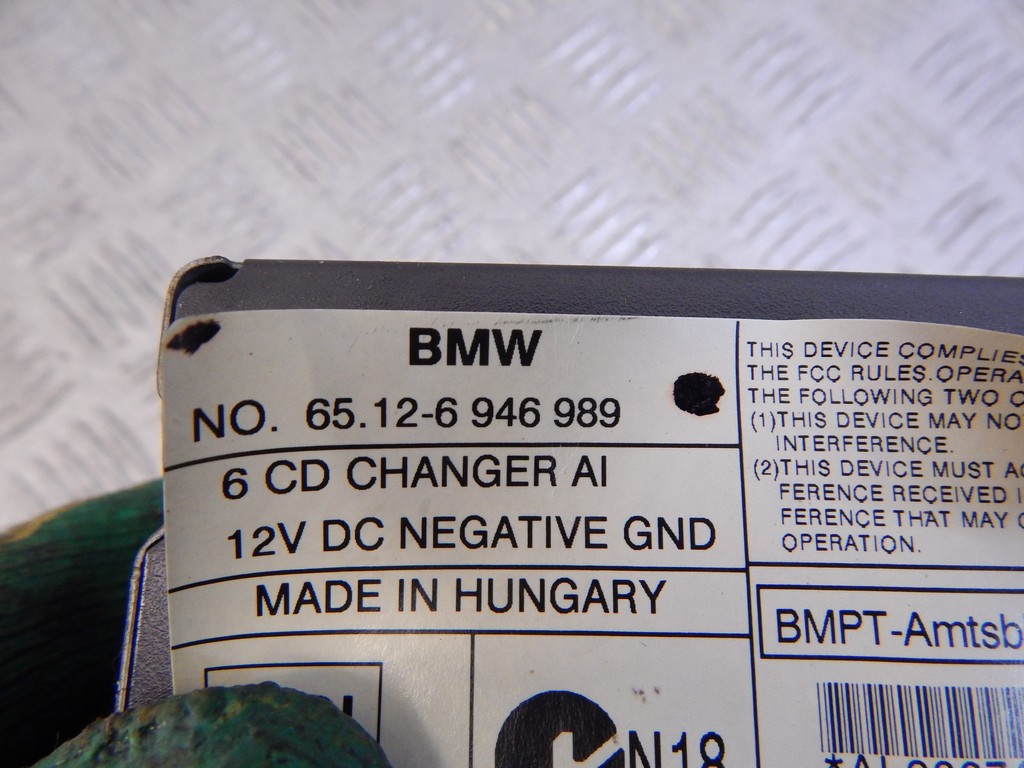 BMW
NO. 65.12-6 946 989
6 CD CHANGER AI
12V DC NEGATIVE GND
MADE IN HUNGARY
THIS DEVICE COMPLIES
THE FCC RULES. OPERA
THE FOLLOWING TWO
(1) THIS DEVICE MAY NO
INTERFERENCE.
(2) THIS DEVICE MUST AC
FERENCE RECEIVED I
FERENCE THAT MAY
OPERATION.
BMPT-Amtsb
N18